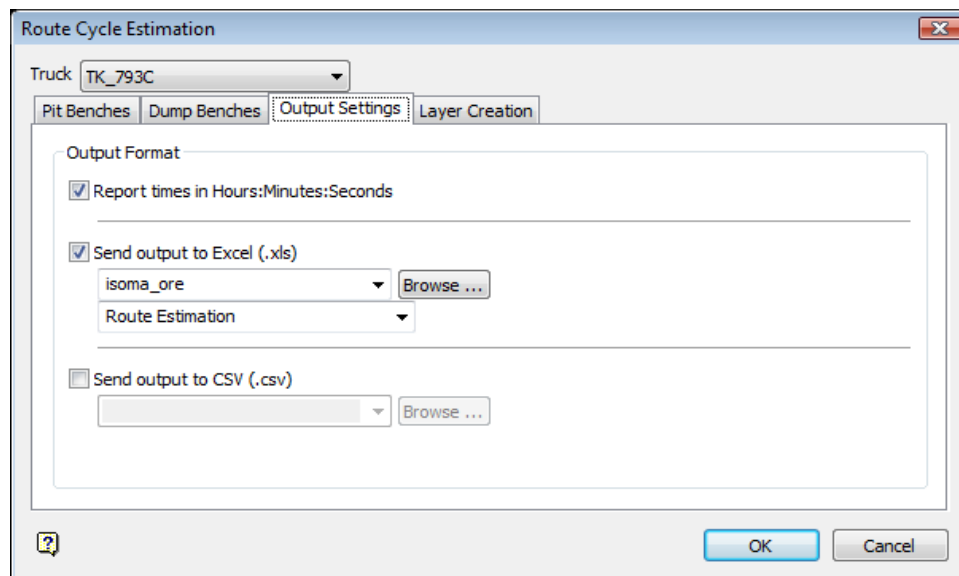 Route Cycle Estimation
Truck TK_793C
Pit Benches Dump Benches Output Settings Layer Creation
Output Format
Report times in Hours:Minutes:Seconds
Send output to Excel (.xls)
isoma_ore Browse ...
Route Estimation
Send output to CSV (.csv)
Browse ...
OK Cancel